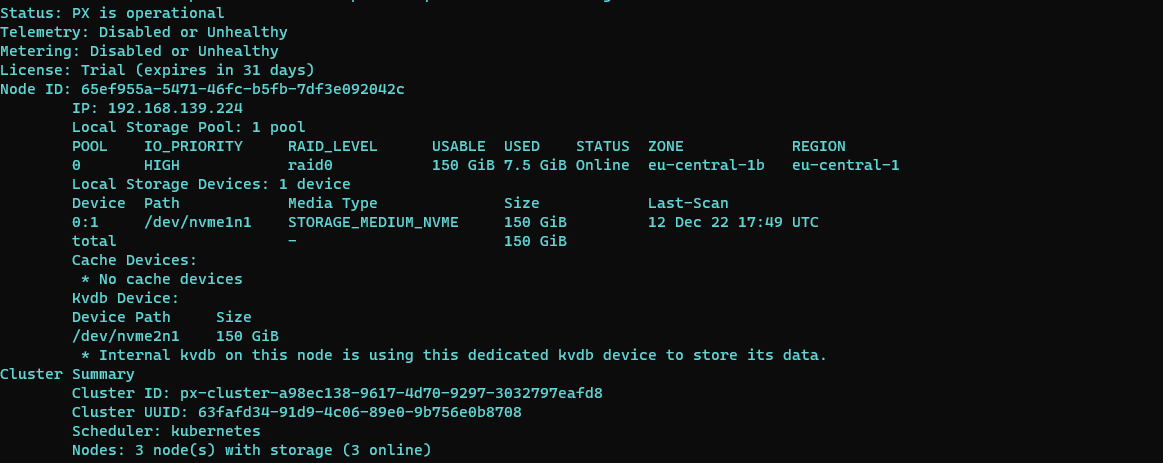 Status: PX is operational
Telemetry: Disabled or Unhealthy
Metering: Disabled or Unhealthy
License: Trial (expires in 31 days)
Node ID: 65ef955a-5471-46fc-b5fb-7df3e092042c
        IP: 192.168.139.224
        Local Storage Pool: 1 pool
        POOL    IO_PRIORITY     RAID_LEVEL      USABLE  USED    STATUS  ZONE            REGION
        0       HIGH            raid0           150 GiB 7.5 GiB Online  eu-central-1b   eu-central-1
        Local Storage Devices: 1 device
        Device  Path            Media Type              Size            Last-Scan
        0:1     /dev/nvme1n1    STORAGE_MEDIUM_NVME     150 GiB         12 Dec 22 17:49 UTC
        total                   -                       150 GiB
        Cache Devices:
         * No cache devices
        Kvdb Device:
        Device Path     Size
        /dev/nvme2n1    150 GiB
         * Internal kvdb on this node is using this dedicated kvdb device to store its data.
Cluster Summary
        Cluster ID: px-cluster-a98ec138-9617-4d70-9297-3032797eafd8
        Cluster UUID: 63fafd34-91d9-4c06-89e0-9b756e0b8708
        Scheduler: kubernetes
        Nodes: 3 node(s) with storage (3 online)